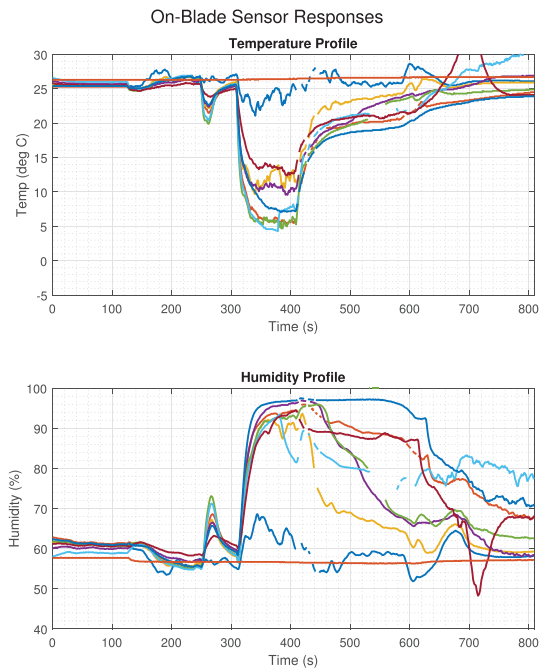 On-Blade Sensor Responses
Temperature Profile
30
25
20
15
10
5
0
-5
Temp (deg C)
0 100 200 300 400 500 600 700 800
Time (s)
Humidity Profile
100
90
80
70
60
50
40
Humidity (%)
0 100 200 300 400 500 600 700 800
Time (s)